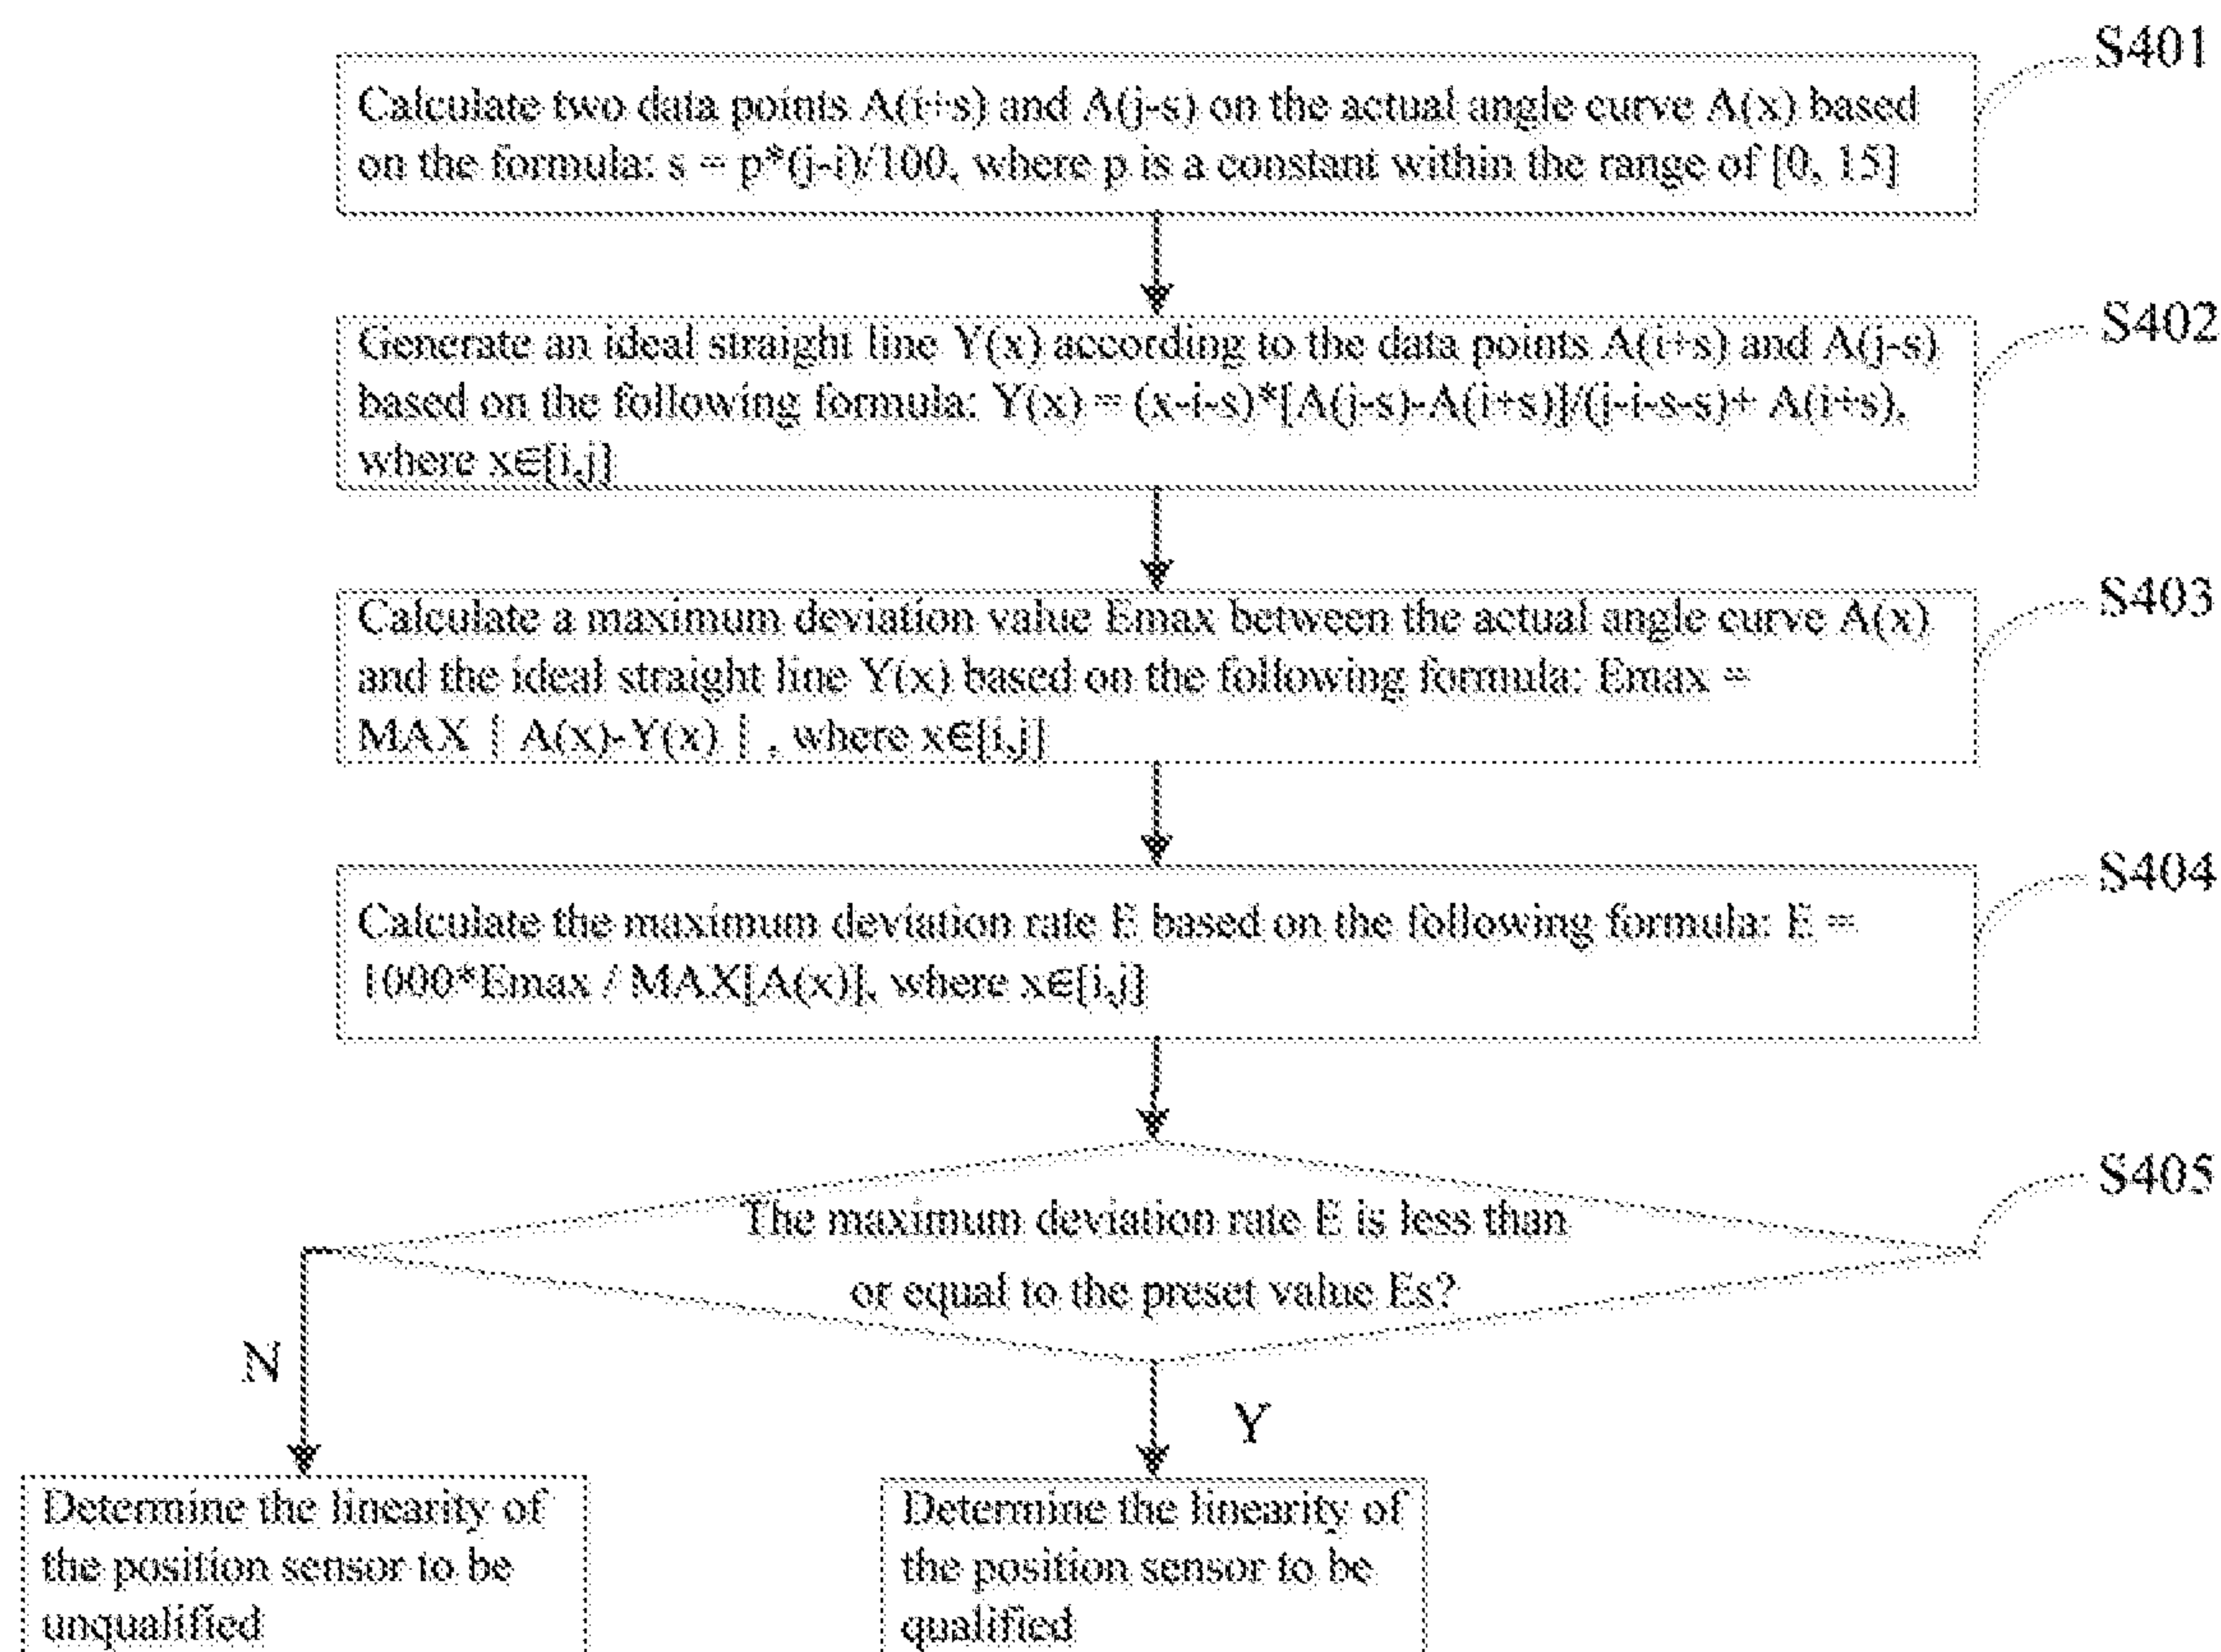 S401
Calculate two data points A(i+s) and A(j-s) on the actual angle curve A(x) based
on the formula: s = p*(j-i)/100, where p is a constant within the range of [0, 15]
S402
Generate an ideal straight line Y(x) according to the data points A(i+s) and A(j-s)
based on the following formula: Y(x) = (x-i-s)*[A(j-s)-A(i+s)]/(j-i-s-s)+ A(i+s),
where x∈[i,j]
S403
Calculate a maximum deviation value Emax between the actual angle curve A(x)
and the ideal straight line Y(x) based on the following formula: Emax =
MAX | A(x)-Y(x) | , where x∈[i,j]
S404
Calculate the maximum deviation rate E based on the following formula: E =
1000*Emax / MAX[A(x)], where x∈[i,j]
S405
The maximum deviation rate E is less than
or equal to the preset value Es?
N
Y
Determine the linearity of
the position sensor to be
unqualified
Determine the linearity of
the position sensor to be
qualified